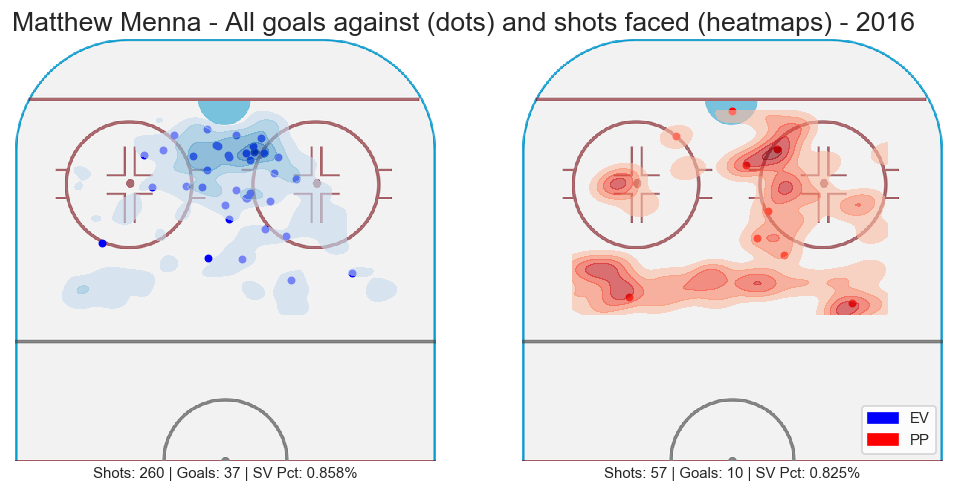 Matthew Menna - All goals against (dots) and shots faced (heatmaps) - 2016
EV
PP
Shots: 260 | Goals: 37 | SV Pct: 0.858%
Shots: 57 | Goals: 10 | SV Pct: 0.825%